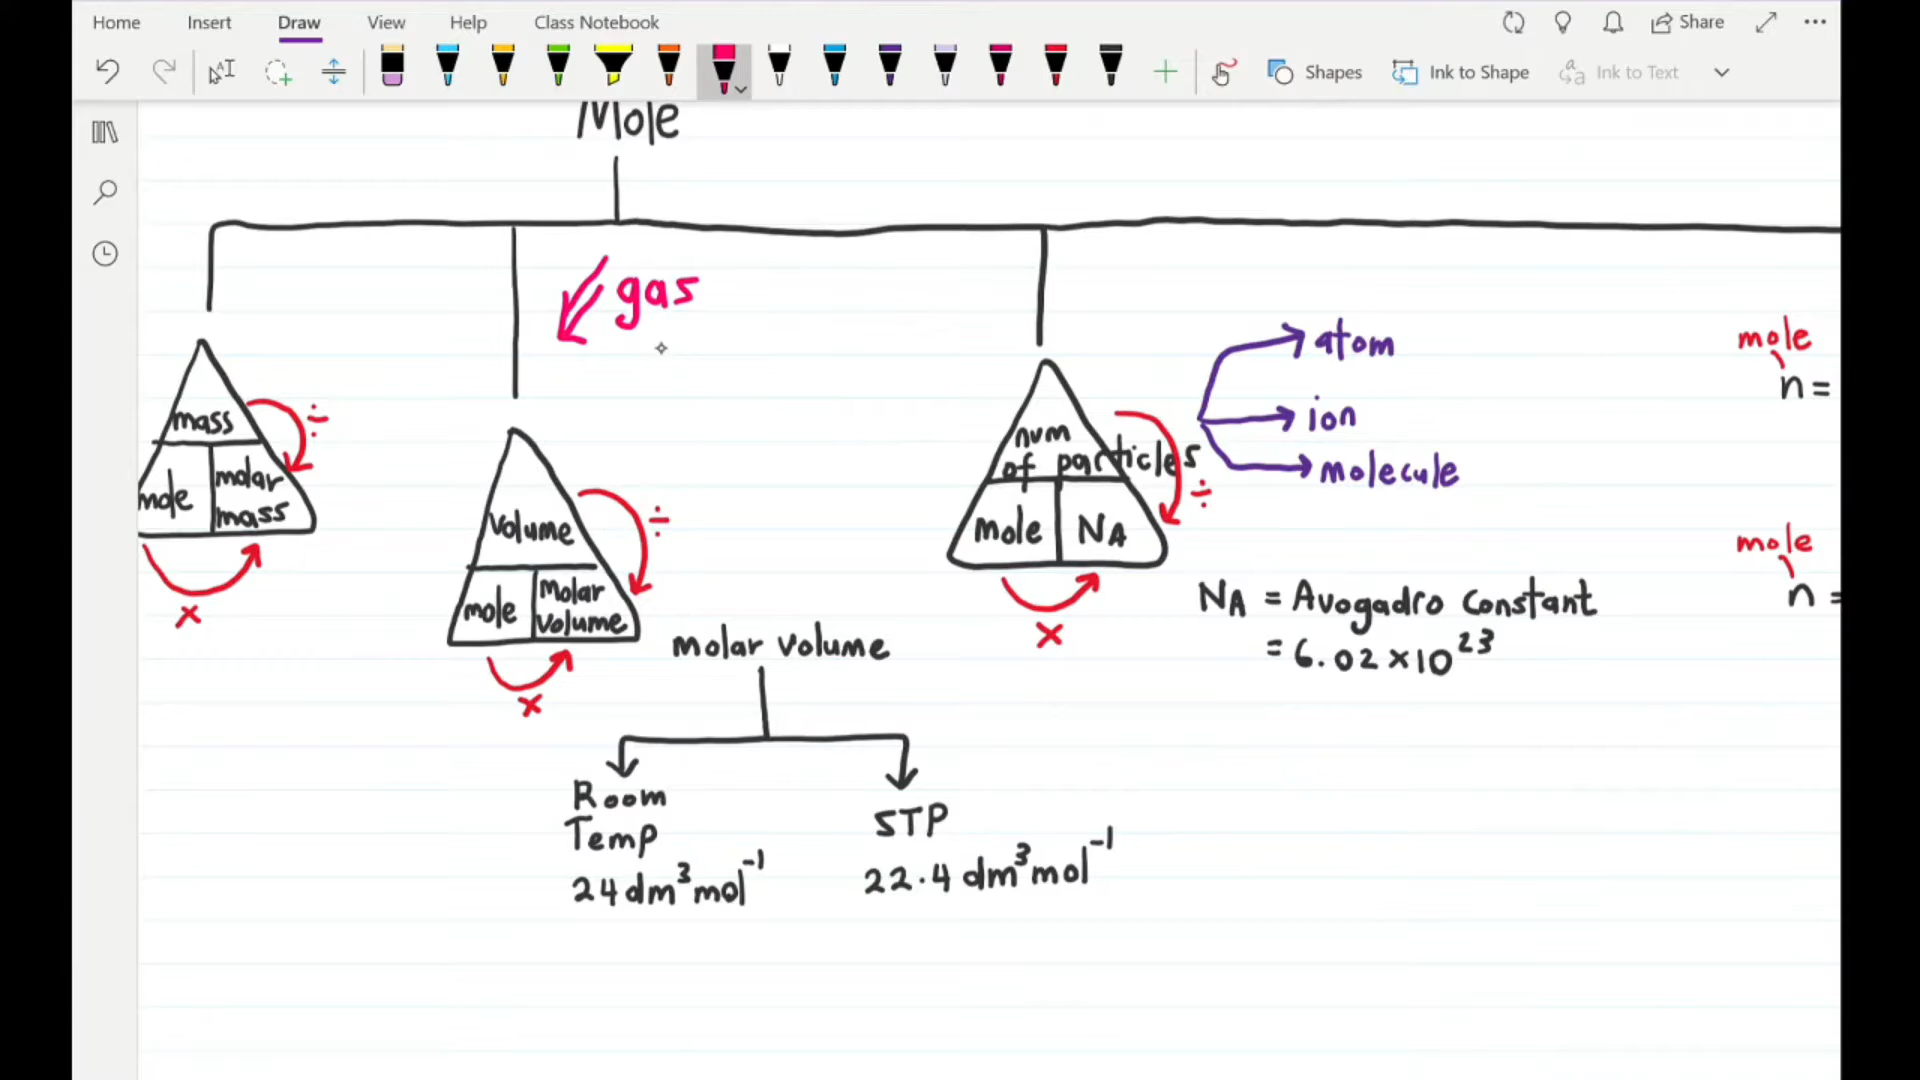 Home Insert Draw View Help Class Notebook Share
Shapes Ink to Shape Ink to Text
Mole
gas
mass
÷
mole
molar
mass
×
volume
÷
mole
Molar
volume
×
molar volume
Room
Temp
24 dm³ mol⁻¹
STP
22.4 dm³ mol⁻¹
num
of particles
÷
mole
NA
×
atom
ion
molecule
NA = Avogadro Constant
= 6.02 × 10²³
mole
n =
mole
n =